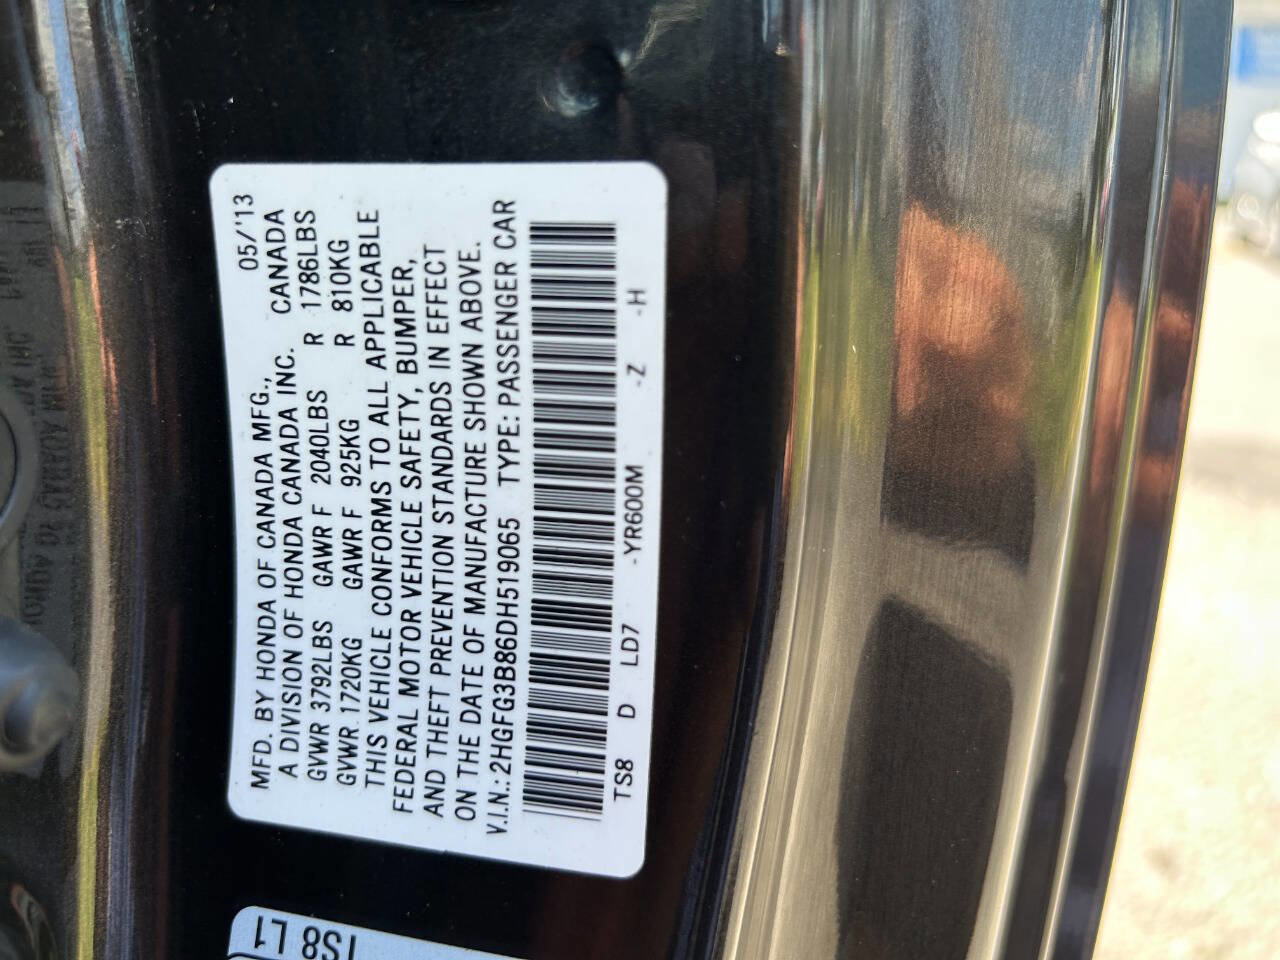 MFD. BY HONDA OF CANADA MFG., 05/'13
A DIVISION OF HONDA CANADA INC. CANADA
GVWR 3792LBS GAWR F 2040LBS R 1786LBS
GVWR 1720KG GAWR F 925KG R 810KG
THIS VEHICLE CONFORMS TO ALL APPLICABLE
FEDERAL MOTOR VEHICLE SAFETY, BUMPER,
AND THEFT PREVENTION STANDARDS IN EFFECT
ON THE DATE OF MANUFACTURE SHOWN ABOVE.
V.I.N.: 2HGFG3B86DH519065 TYPE: PASSENGER CAR
TS8 D LD7 -YR600M -Z -H
TS8 L1